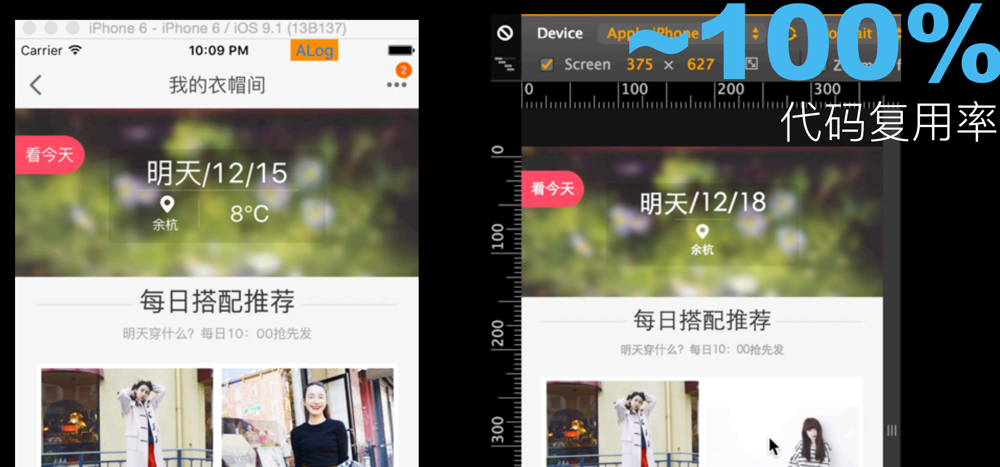 iPhone 6 - iPhone 6 / iOS 9.1 (13B137)
Carrier 10:09 PM ALog
2
我的衣帽间
看今天
明天/12/15
8°C
余杭
每日搭配推荐
明天穿什么? 每日10: 00抢先发
~100%
代码复用率
Device Apple iPhone
Screen 375 × 627
0 100 200 300
0
100
200
300
看今天
明天/12/18
余杭
每日搭配推荐
明天穿什么? 每日10: 00抢先发